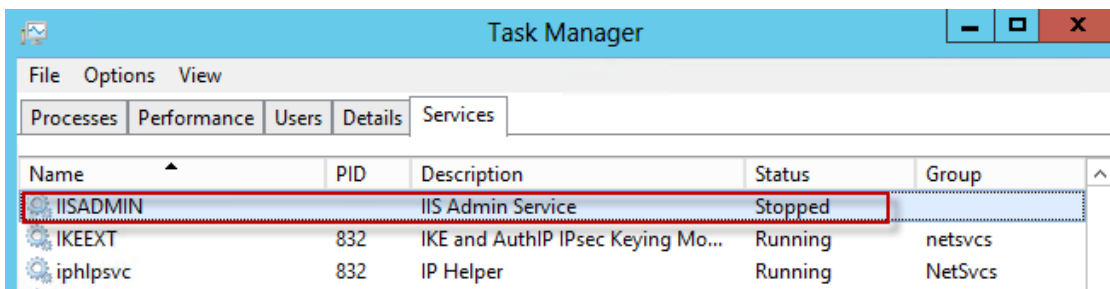 Task Manager
File Options View
Processes Performance Users Details Services
Name PID Description Status Group
IISADMIN IIS Admin Service Stopped
IKEEXT 832 IKE and AuthIP IPsec Keying Mo... Running netsvcs
iphlpsvc 832 IP Helper Running NetSvcs